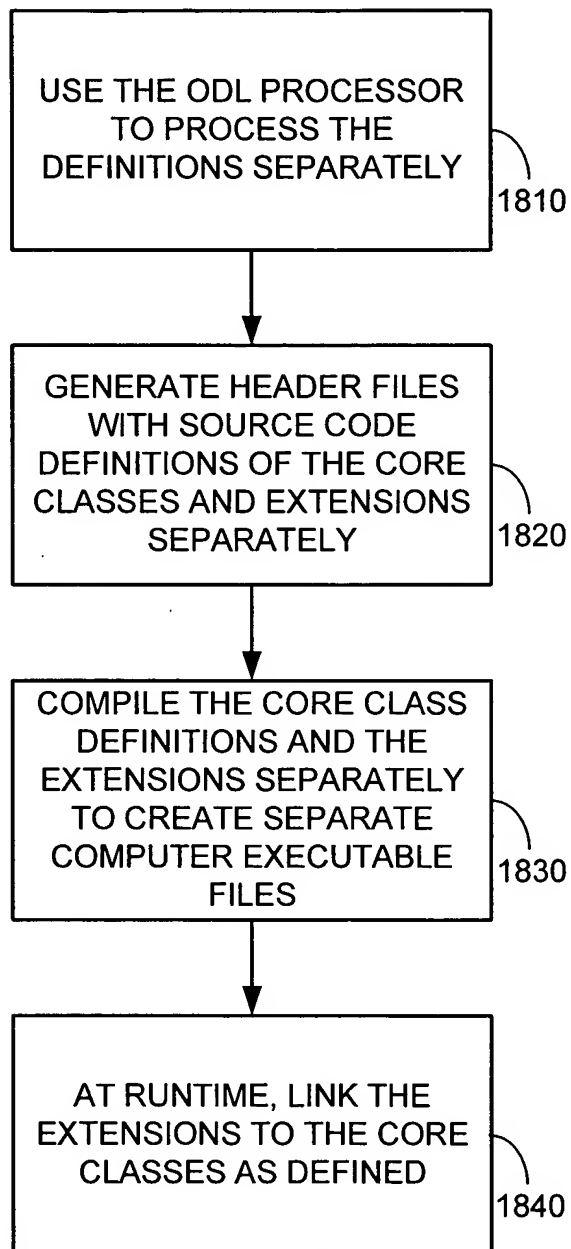 USE THE ODL PROCESSOR
TO PROCESS THE
DEFINITIONS SEPARATELY
1810
GENERATE HEADER FILES
WITH SOURCE CODE
DEFINITIONS OF THE CORE
CLASSES AND EXTENSIONS
SEPARATELY
1820
COMPILE THE CORE CLASS
DEFINITIONS AND THE
EXTENSIONS SEPARATELY
TO CREATE SEPARATE
COMPUTER EXECUTABLE
FILES
1830
AT RUNTIME, LINK THE
EXTENSIONS TO THE CORE
CLASSES AS DEFINED
1840